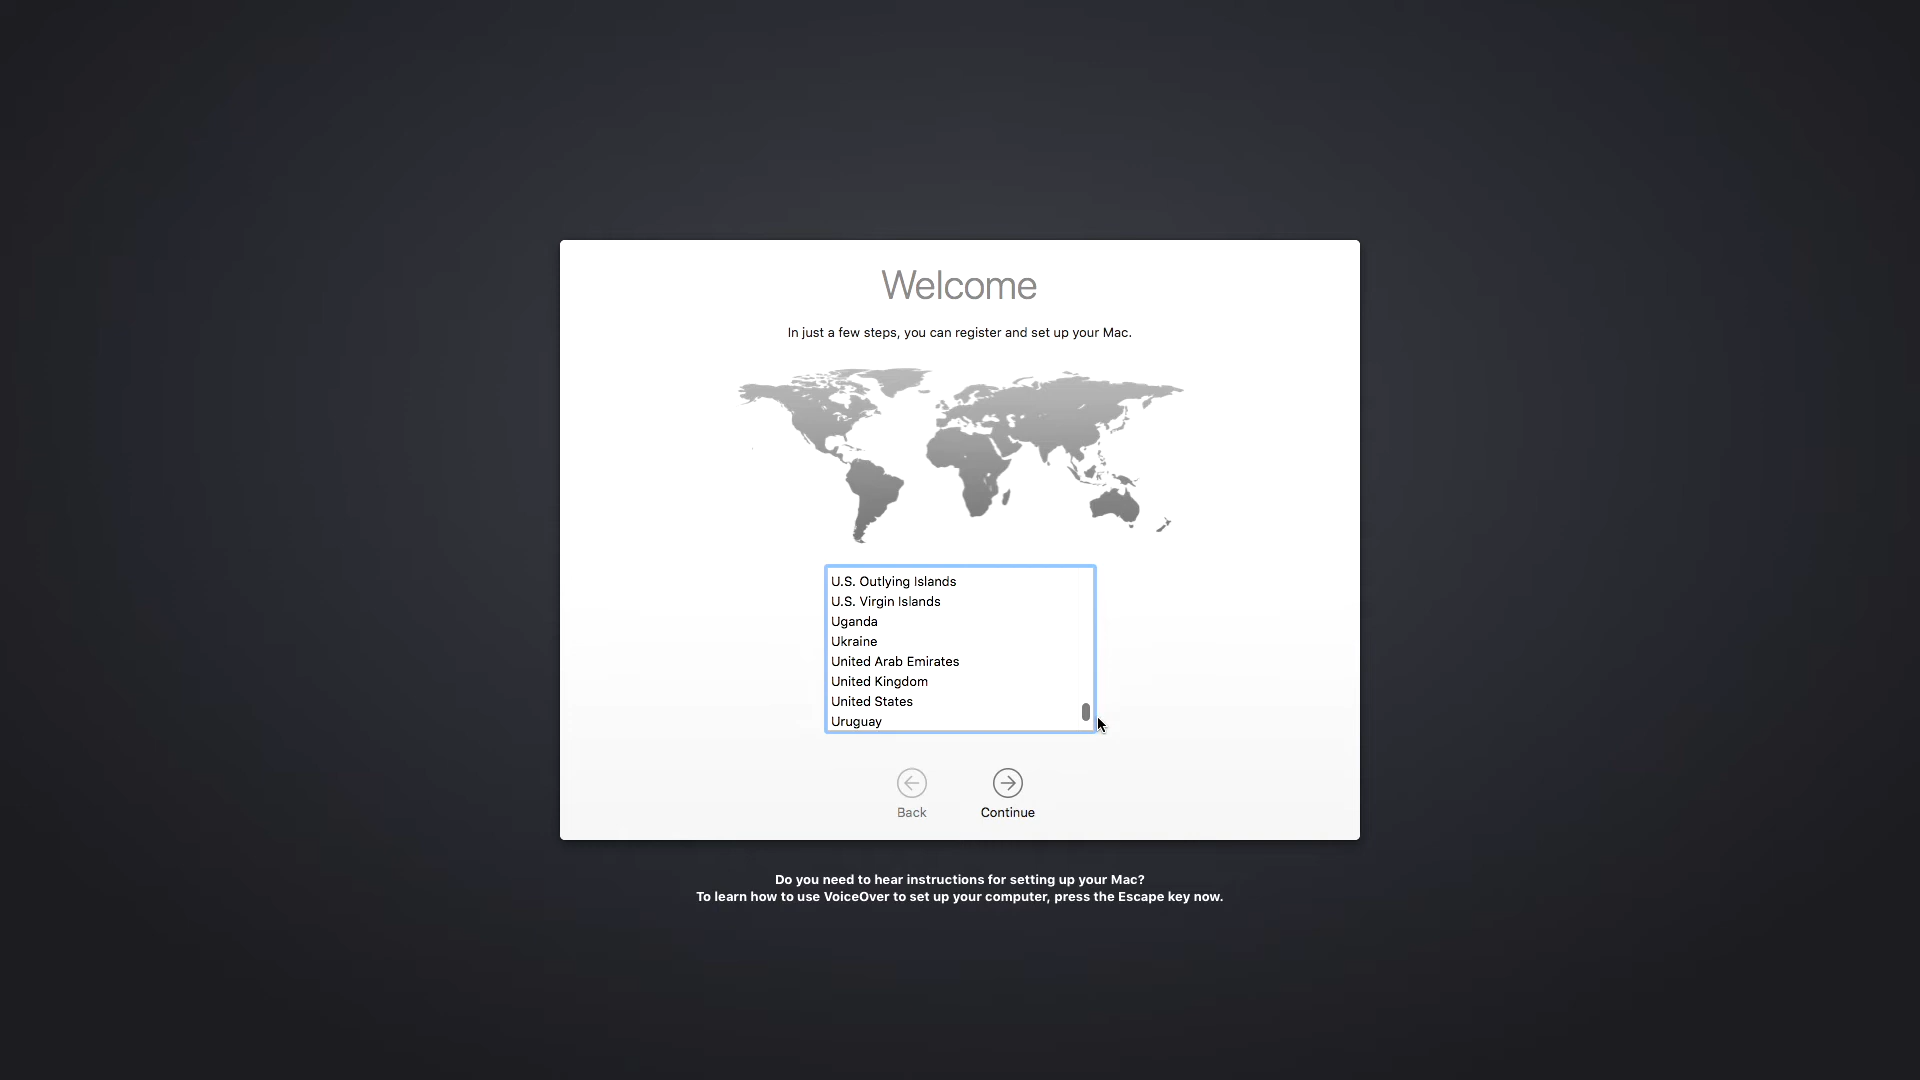 Welcome
In just a few steps, you can register and set up your Mac.
U.S. Outlying Islands
U.S. Virgin Islands
Uganda
Ukraine
United Arab Emirates
United Kingdom
United States
Uruguay
Back
Continue
Do you need to hear instructions for setting up your Mac?
To learn how to use VoiceOver to set up your computer, press the Escape key now.